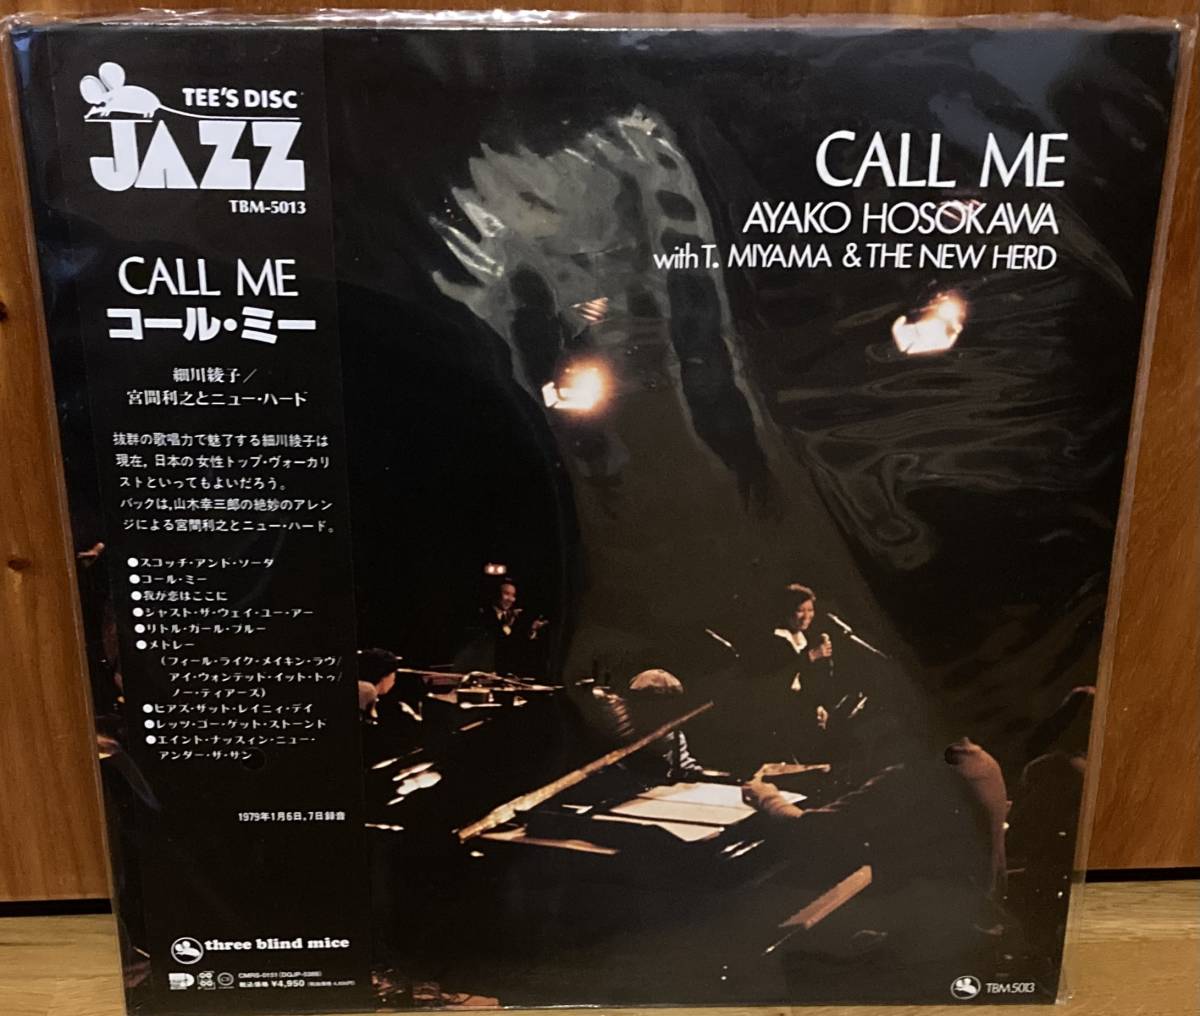 TEE'S DISC
JAZZ
TBM-5013
CALL ME
コール・ミー
細川綾子／
宮間利之とニュー・ハード
抜群の歌唱力で魅了する細川綾子は
現在，日本の女性トップ・ヴォーカリ
ストといってもよいだろう。
バックは，山木幸三郎の絶妙のアレン
ジによる宮間利之とニュー・ハード。
●スコッチ・アンド・ソーダ
●コール・ミー
●我が恋はここに
●ジャスト・ザ・ウェイ・ユー・アー
●リトル・ガール・ブルー
●メドレー
（フィール・ライク・メイキン・ラヴ/
アイ・ウォンテッド・イット・トゥ/
ノー・ティアーズ）
●ヒアズ・ザット・レイニィ・デイ
●レッツ・ゴー・ゲット・ストーンド
●エイント・ナッスィン・ニュー・
アンダー・ザ・サン
1979年1月6日，7日録音
three blind mice
CMRS-0151 (DQJP-0388)
税込価格 ¥4,950
CALL ME
AYAKO HOSOKAWA
with T. MIYAMA & THE NEW HERD
TBM5013